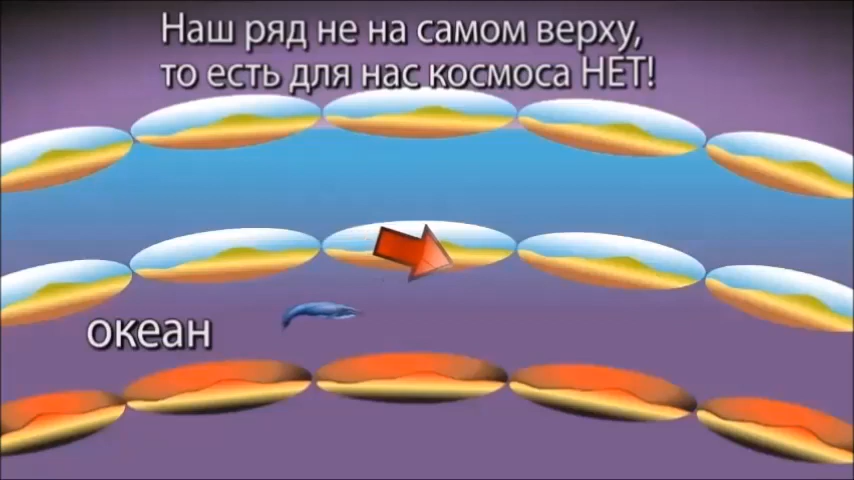 Наш ряд не на самом верху,
то есть для нас космоса НЕТ!
океан